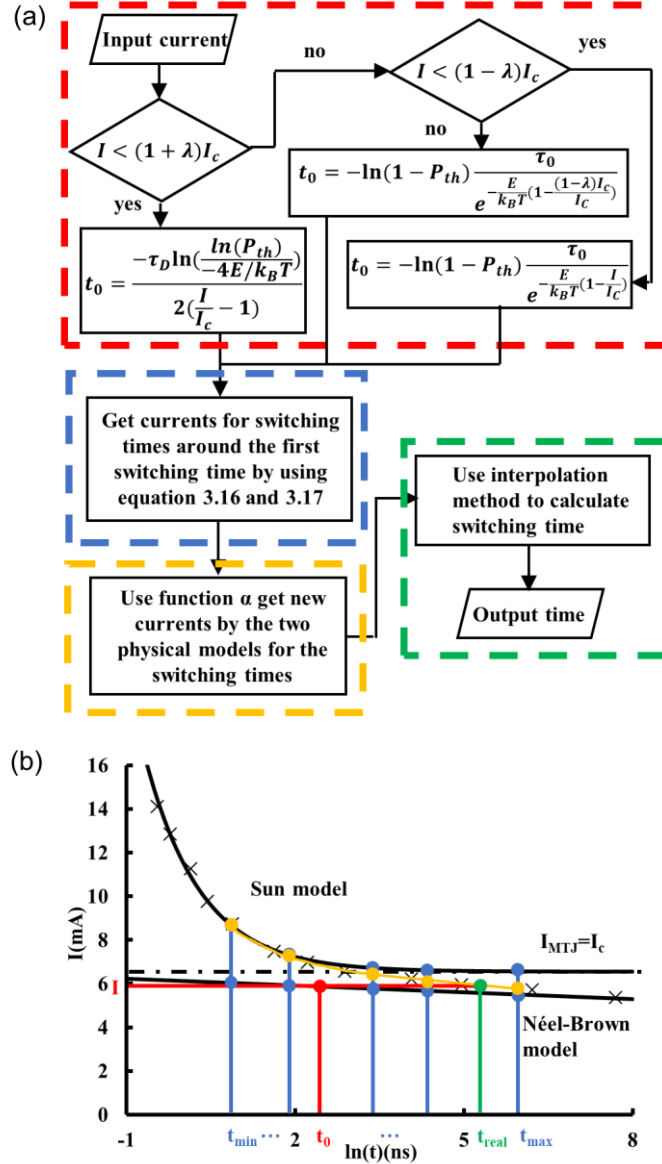 (a)
Input current
no
I < (1 − λ)I_c
yes
I < (1 + λ)I_c
no
yes
t_0 = −ln(1 − P_th) τ_0 / e^{−E/(k_B T) (1 − (1−λ)I_c / I_C)}
t_0 = −τ_D ln(ln(P_th) / (−4E/k_B T)) / 2(I/I_c − 1)
t_0 = −ln(1 − P_th) τ_0 / e^{−E/(k_B T) (1 − I/I_C)}
Get currents for switching
times around the first
switching time by using
equation 3.16 and 3.17
Use interpolation
method to calculate
switching time
Use function α get new
currents by the two
physical models for the
switching times
Output time
(b)
16
14
12
10
8
6
4
2
0
I(mA)
Sun model
I_MTJ=I_c
I
Néel-Brown
model
-1
2
5
8
t_min ··· t_0 ··· t_real t_max
ln(t)(ns)